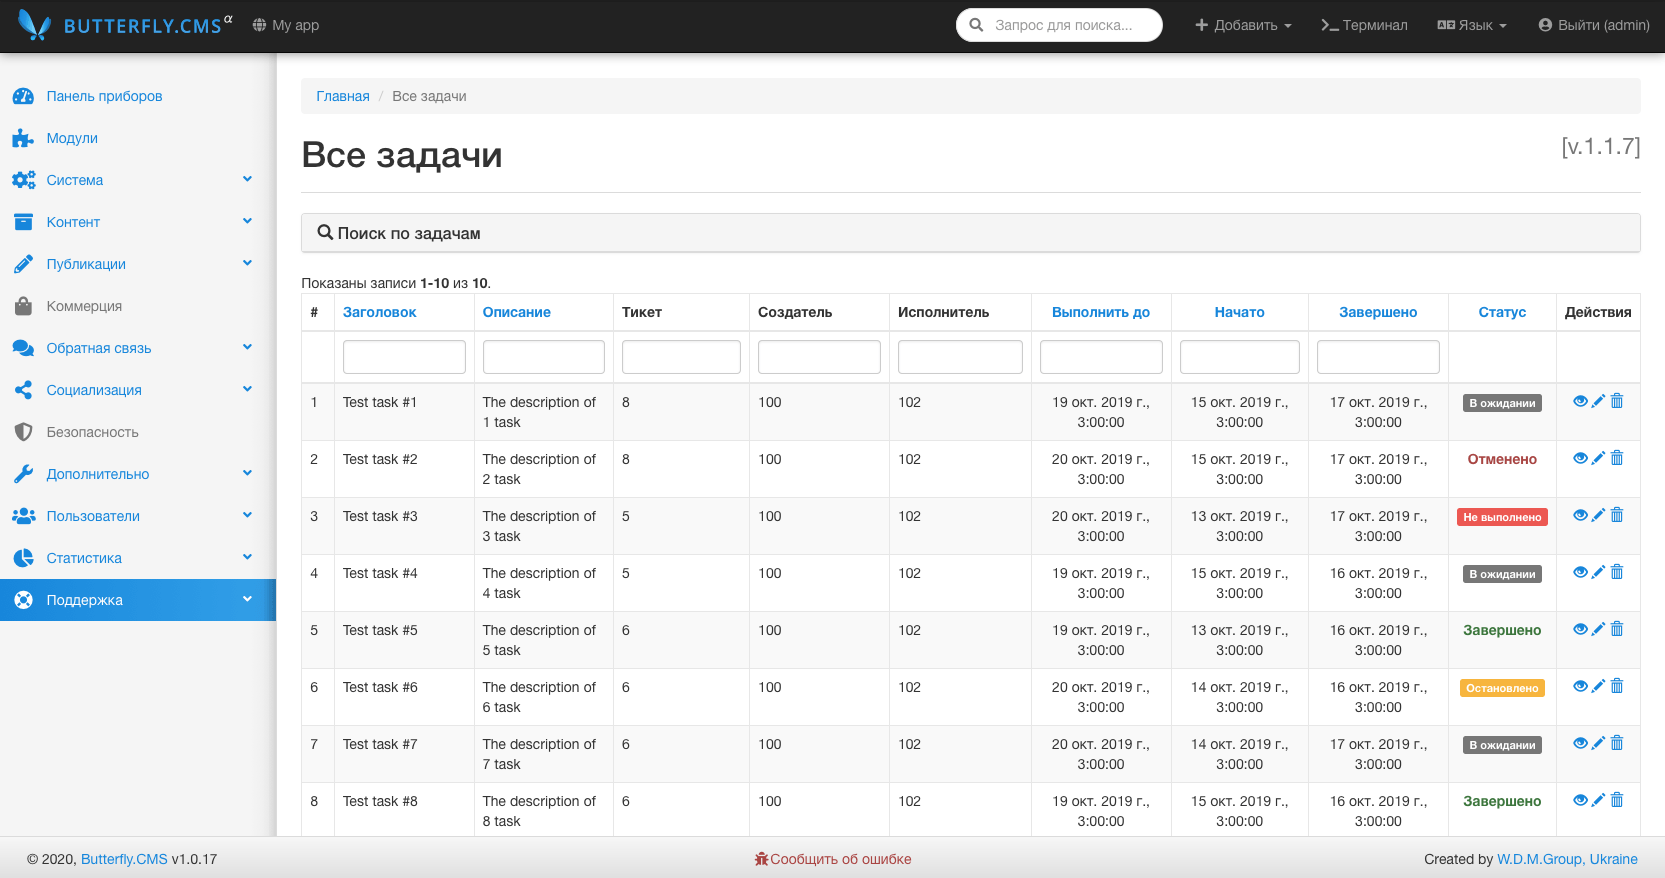 BUTTERFLY.CMS α My app Запрос для поиска... Добавить Терминал Язык Выйти (admin)
Панель приборов
Модули
Система
Контент
Публикации
Коммерция
Обратная связь
Социализация
Безопасность
Дополнительно
Пользователи
Статистика
Поддержка
Главная / Все задачи
Все задачи [v.1.1.7]
Поиск по задачам
Показаны записи 1-10 из 10.
# Заголовок Описание Тикет Создатель Исполнитель Выполнить до Начато Завершено Статус Действия
1 Test task #1 The description of 8 100 102 19 окт. 2019 г., 15 окт. 2019 г., 17 окт. 2019 г., В ожидании
1 task 3:00:00 3:00:00 3:00:00
2 Test task #2 The description of 8 100 102 20 окт. 2019 г., 15 окт. 2019 г., 17 окт. 2019 г., Отменено
2 task 3:00:00 3:00:00 3:00:00
3 Test task #3 The description of 5 100 102 20 окт. 2019 г., 13 окт. 2019 г., 17 окт. 2019 г., Не выполнено
3 task 3:00:00 3:00:00 3:00:00
4 Test task #4 The description of 5 100 102 19 окт. 2019 г., 15 окт. 2019 г., 16 окт. 2019 г., В ожидании
4 task 3:00:00 3:00:00 3:00:00
5 Test task #5 The description of 6 100 102 19 окт. 2019 г., 13 окт. 2019 г., 16 окт. 2019 г., Завершено
5 task 3:00:00 3:00:00 3:00:00
6 Test task #6 The description of 6 100 102 20 окт. 2019 г., 14 окт. 2019 г., 16 окт. 2019 г., Остановлено
6 task 3:00:00 3:00:00 3:00:00
7 Test task #7 The description of 6 100 102 20 окт. 2019 г., 14 окт. 2019 г., 17 окт. 2019 г., В ожидании
7 task 3:00:00 3:00:00 3:00:00
8 Test task #8 The description of 6 100 102 19 окт. 2019 г., 15 окт. 2019 г., 16 окт. 2019 г., Завершено
8 task 3:00:00 3:00:00 3:00:00
© 2020, Butterfly.CMS v1.0.17 Сообщить об ошибке Created by W.D.M.Group, Ukraine